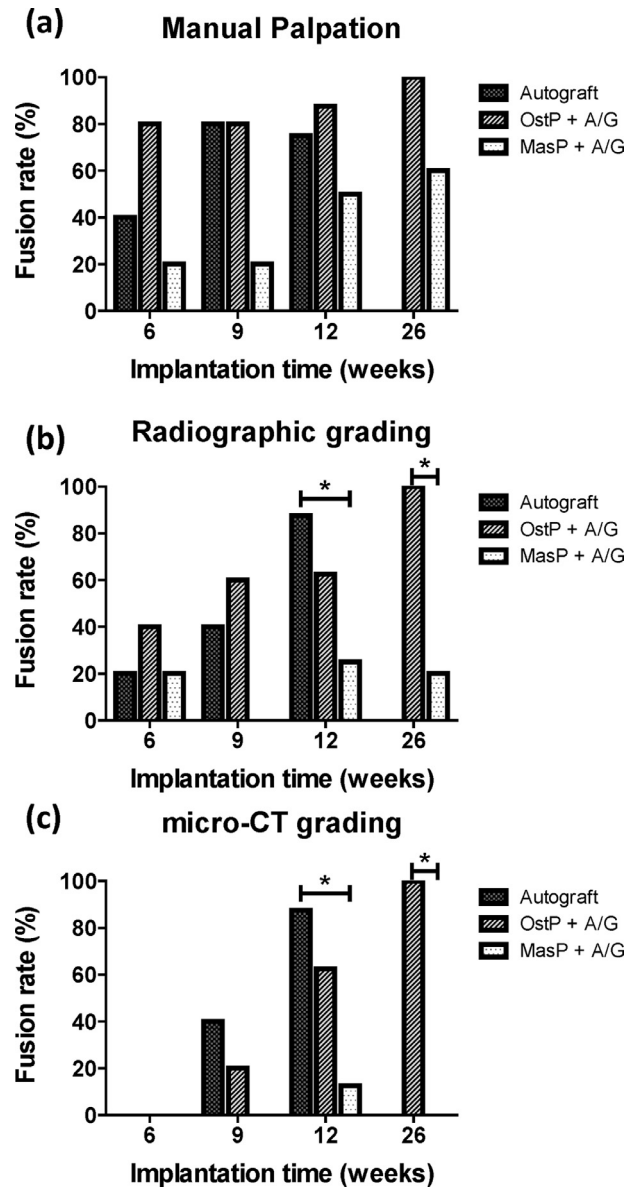 (a)
Manual Palpation
Fusion rate (%)
100
80
60
40
20
0
6 9 12 26
Implantation time (weeks)
Autograft
OstP + A/G
MasP + A/G
(b)
Radiographic grading
Fusion rate (%)
100
80
60
40
20
0
* *
6 9 12 26
Implantation time (weeks)
Autograft
OstP + A/G
MasP + A/G
(c)
micro-CT grading
Fusion rate (%)
100
80
60
40
20
0
* *
6 9 12 26
Implantation time (weeks)
Autograft
OstP + A/G
MasP + A/G